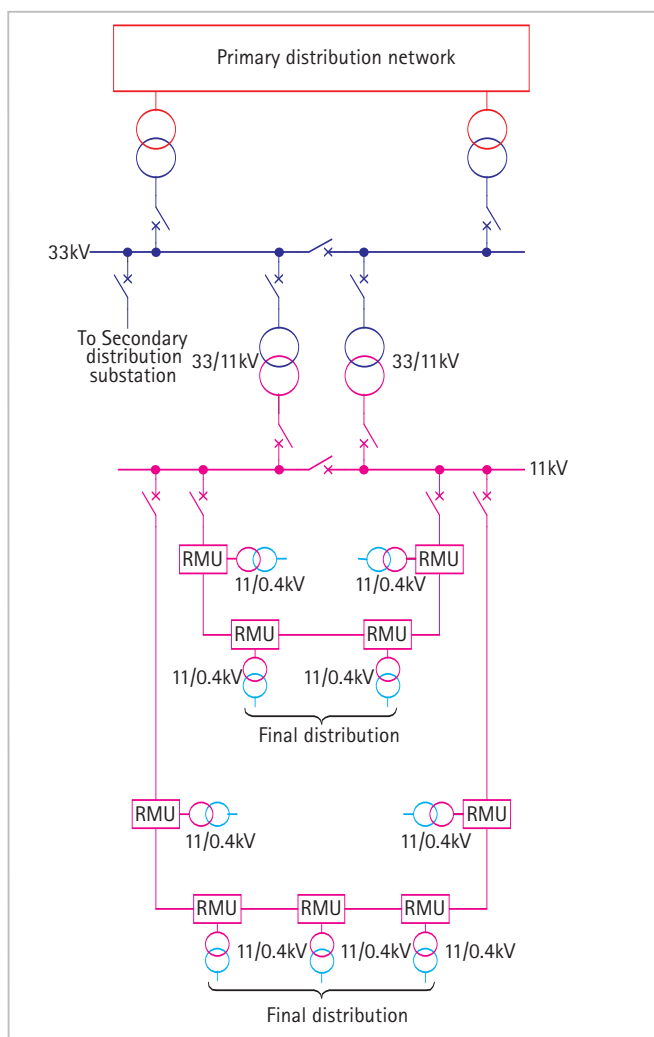 Primary distribution network
33kV
To Secondary
distribution
substation
33/11kV
33/11kV
11kV
RMU
11/0.4kV
11/0.4kV
RMU
RMU
RMU
11/0.4kV
11/0.4kV
Final distribution
RMU
11/0.4kV
11/0.4kV
RMU
RMU
RMU
RMU
11/0.4kV
11/0.4kV
11/0.4kV
Final distribution